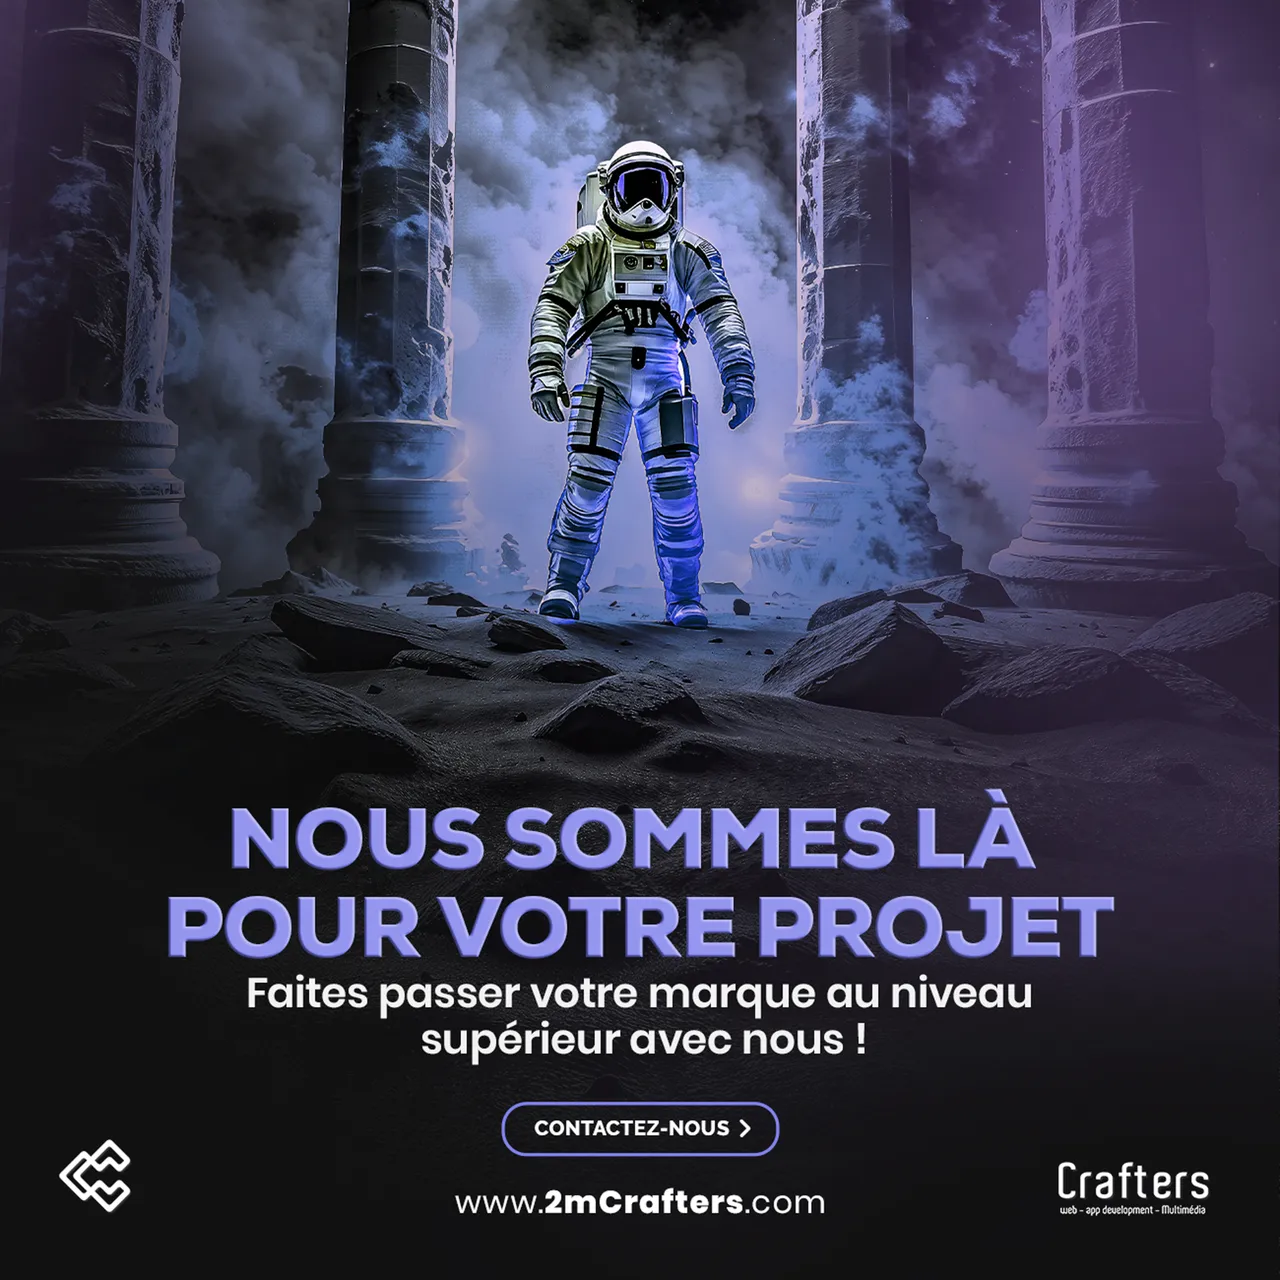 NOUS SOMMES LÀ
POUR VOTRE PROJET
Faites passer votre marque au niveau
supérieur avec nous !
CONTACTEZ-NOUS >
www.2mCrafters.com
Crafters
web - app development - Multimédia